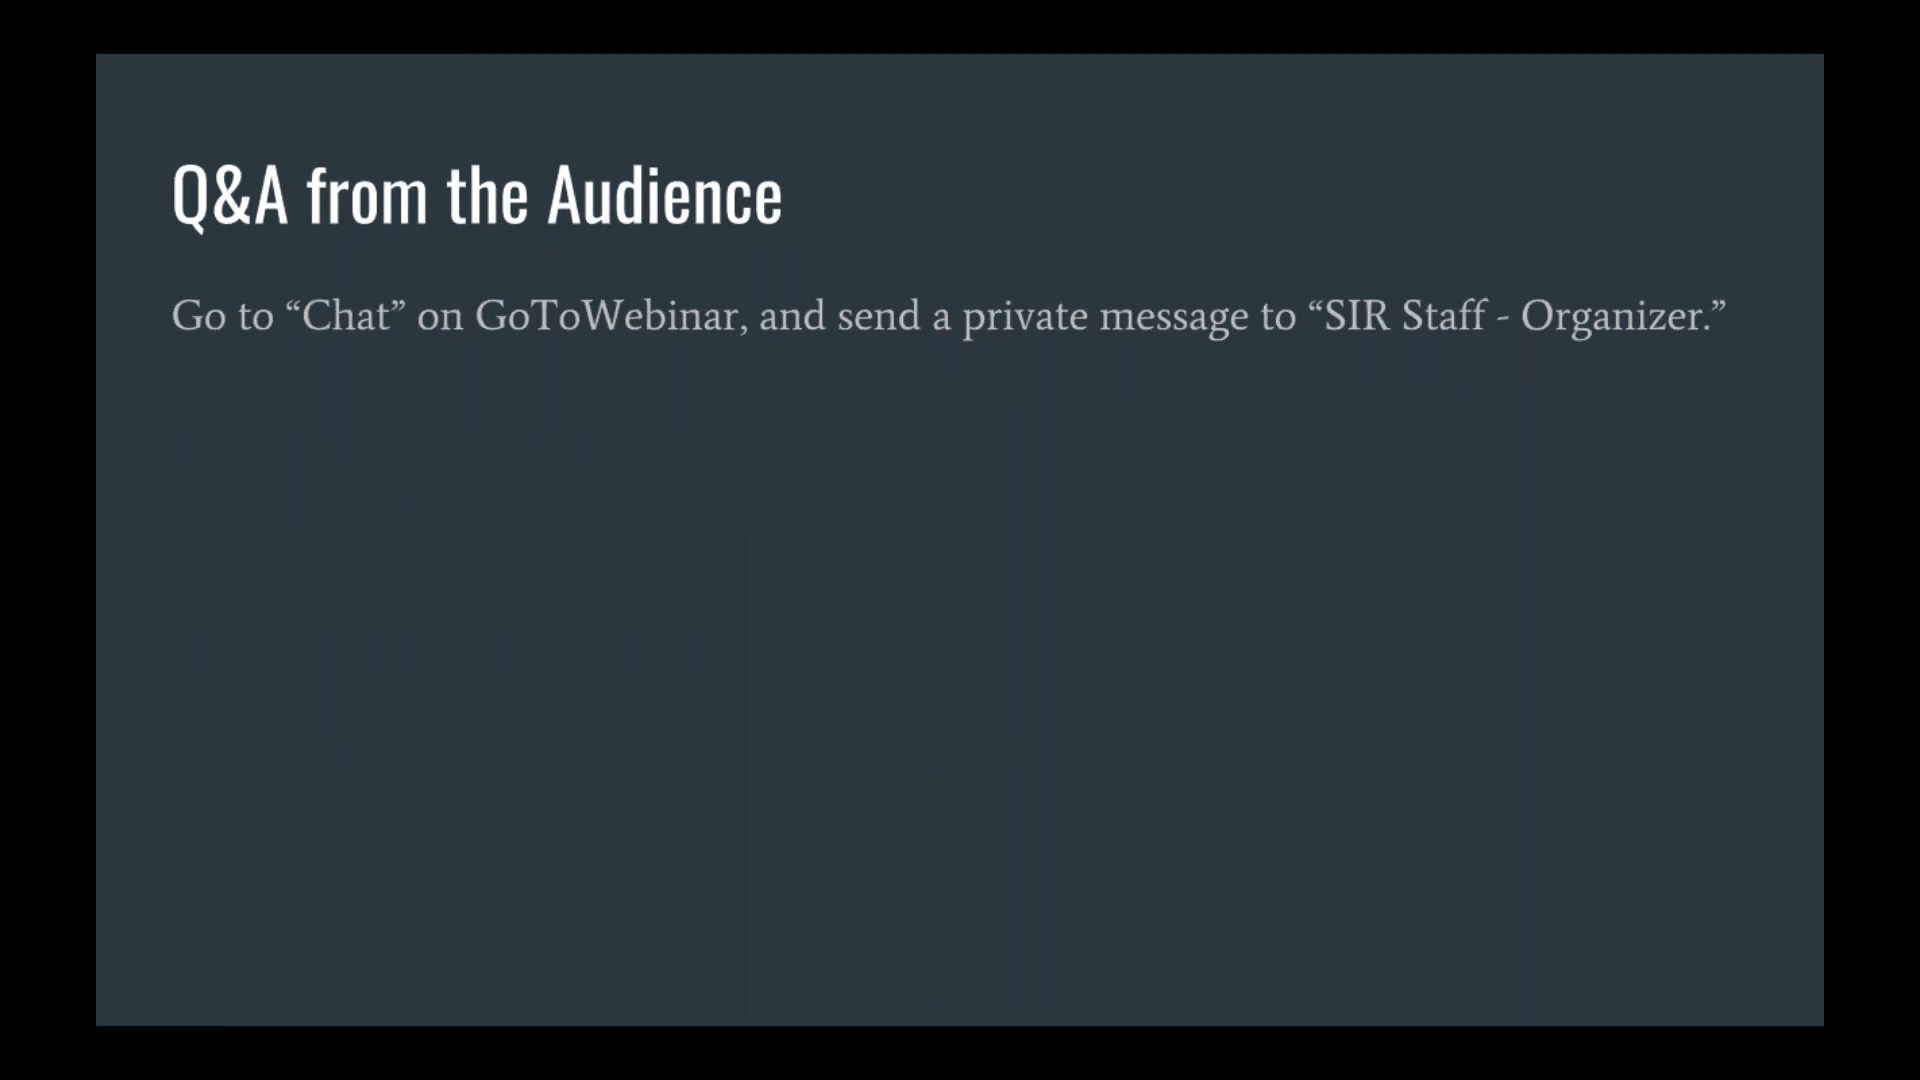 Q&A from the Audience
Go to “Chat” on GoToWebinar, and send a private message to “SIR Staff - Organizer.”